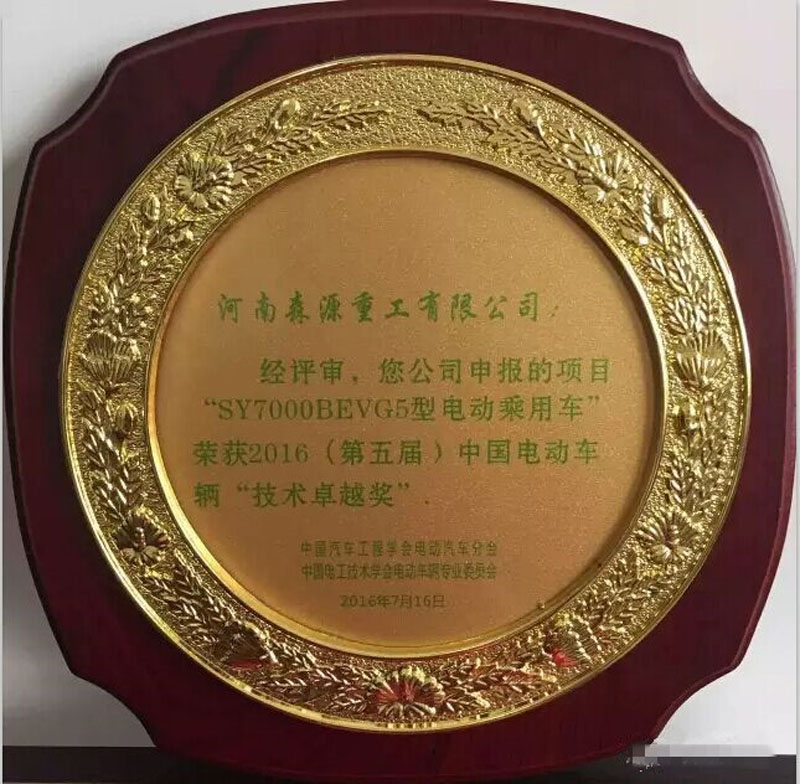 河南森源重工有限公司：
经评审，您公司申报的项目
“SY7000BEVG5型电动乘用车”
荣获2016（第五届）中国电动车
辆“技术卓越奖”．
中国汽车工程学会电动汽车分会
中国电工技术学会电动车辆专业委员会
2016年7月16日